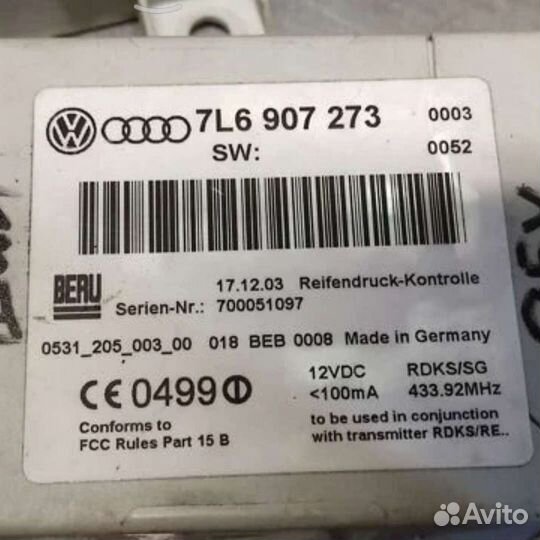 7L6 907 273 0003
SW: 0052
BERU
17.12.03 Reifendruck-Kontrolle
Serien-Nr.: 700051097
0531_205_003_00 018 BEB 0008 Made in Germany
CE 0499
12VDC RDKS/SG
<100mA 433.92MHz
Conforms to
FCC Rules Part 15 B
to be used in conjunction
with transmitter RDKS/RE..
Avito